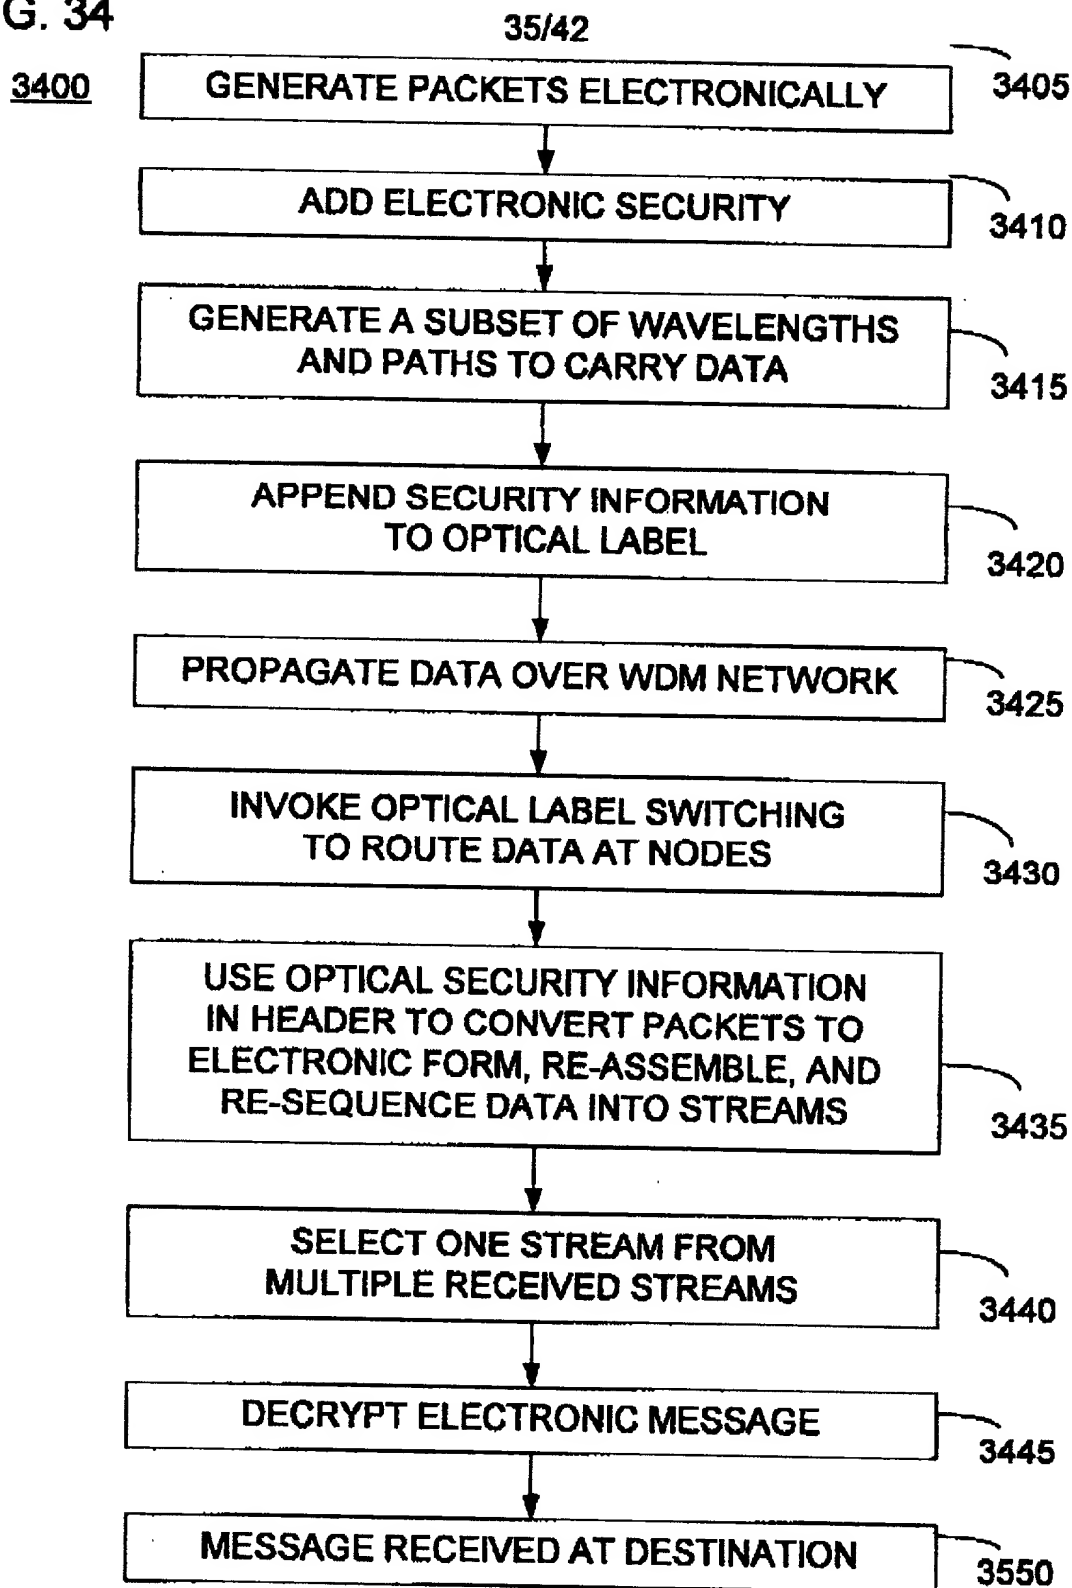 G. 34
35/42
3400
GENERATE PACKETS ELECTRONICALLY
3405
ADD ELECTRONIC SECURITY
3410
GENERATE A SUBSET OF WAVELENGTHS
AND PATHS TO CARRY DATA
3415
APPEND SECURITY INFORMATION
TO OPTICAL LABEL
3420
PROPAGATE DATA OVER WDM NETWORK
3425
INVOKE OPTICAL LABEL SWITCHING
TO ROUTE DATA AT NODES
3430
USE OPTICAL SECURITY INFORMATION
IN HEADER TO CONVERT PACKETS TO
ELECTRONIC FORM, RE-ASSEMBLE, AND
RE-SEQUENCE DATA INTO STREAMS
3435
SELECT ONE STREAM FROM
MULTIPLE RECEIVED STREAMS
3440
DECRYPT ELECTRONIC MESSAGE
3445
MESSAGE RECEIVED AT DESTINATION
3550